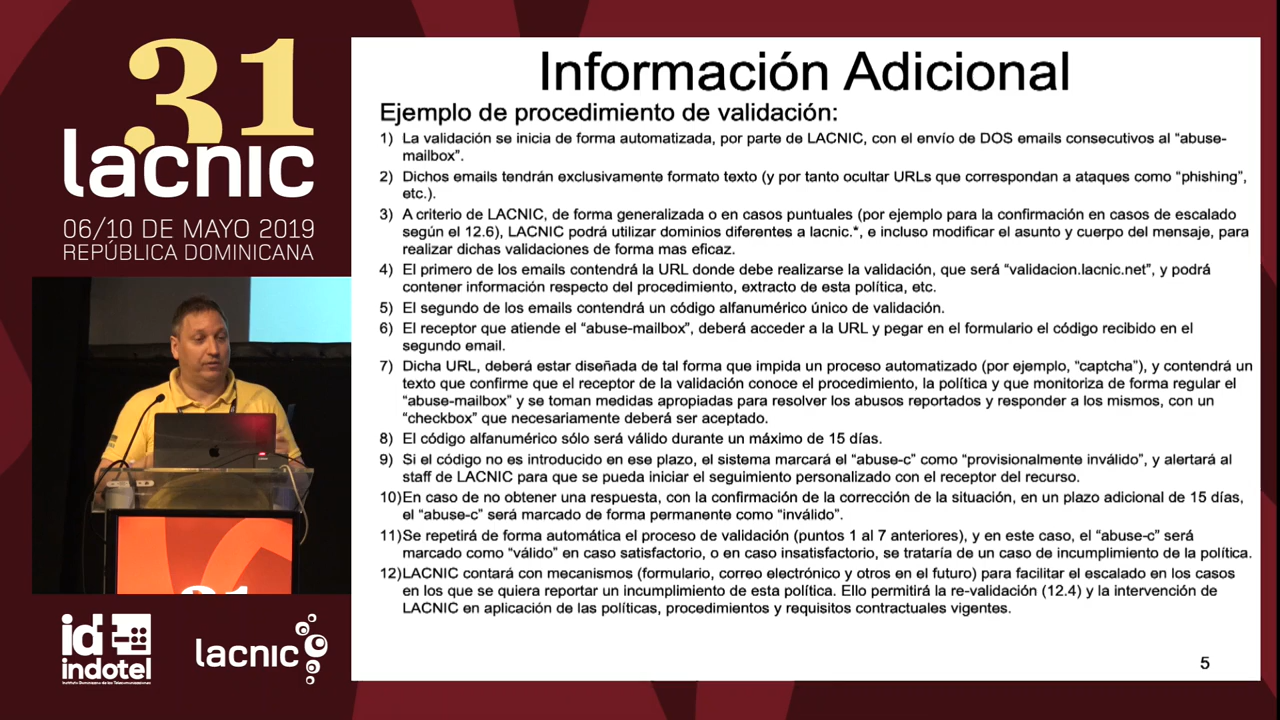 31
lacnic
06/10 DE MAYO 2019
REPÚBLICA DOMINICANA
Información Adicional
Ejemplo de procedimiento de validación:
1) La validación se inicia de forma automatizada, por parte de LACNIC, con el envío de DOS emails consecutivos al “abuse-
mailbox”.
2) Dichos emails tendrán exclusivamente formato texto (y por tanto ocultar URLs que correspondan a ataques como “phishing”,
etc.).
3) A criterio de LACNIC, de forma generalizada o en casos puntuales (por ejemplo para la confirmación en casos de escalado
según el 12.6), LACNIC podrá utilizar dominios diferentes a lacnic.*, e incluso modificar el asunto y cuerpo del mensaje, para
realizar dichas validaciones de forma mas eficaz.
4) El primero de los emails contendrá la URL donde debe realizarse la validación, que será “validacion.lacnic.net”, y podrá
contener información respecto del procedimiento, extracto de esta política, etc.
5) El segundo de los emails contendrá un código alfanumérico único de validación.
6) El receptor que atiende el “abuse-mailbox”, deberá acceder a la URL y pegar en el formulario el código recibido en el
segundo email.
7) Dicha URL, deberá estar diseñada de tal forma que impida un proceso automatizado (por ejemplo, “captcha”), y contendrá un
texto que confirme que el receptor de la validación conoce el procedimiento, la política y que monitoriza de forma regular el
“abuse-mailbox” y se toman medidas apropiadas para resolver los abusos reportados y responder a los mismos, con un
“checkbox” que necesariamente deberá ser aceptado.
8) El código alfanumérico sólo será válido durante un máximo de 15 días.
9) Si el código no es introducido en ese plazo, el sistema marcará el “abuse-c” como “provisionalmente inválido”, y alertará al
staff de LACNIC para que se pueda iniciar el seguimiento personalizado con el receptor del recurso.
10)En caso de no obtener una respuesta, con la confirmación de la corrección de la situación, en un plazo adicional de 15 días,
el “abuse-c” será marcado de forma permanente como “inválido”.
11)Se repetirá de forma automática el proceso de validación (puntos 1 al 7 anteriores), y en este caso, el “abuse-c” será
marcado como “válido” en caso satisfactorio, o en caso insatisfactorio, se trataría de un caso de incumplimiento de la política.
12)LACNIC contará con mecanismos (formulario, correo electrónico y otros en el futuro) para facilitar el escalado en los casos
en los que se quiera reportar un incumplimiento de esta política. Ello permitirá la re-validación (12.4) y la intervención de
LACNIC en aplicación de las políticas, procedimientos y requisitos contractuales vigentes.
5
31
indotel
Instituto Dominicano de las Telecomunicaciones
lacnic